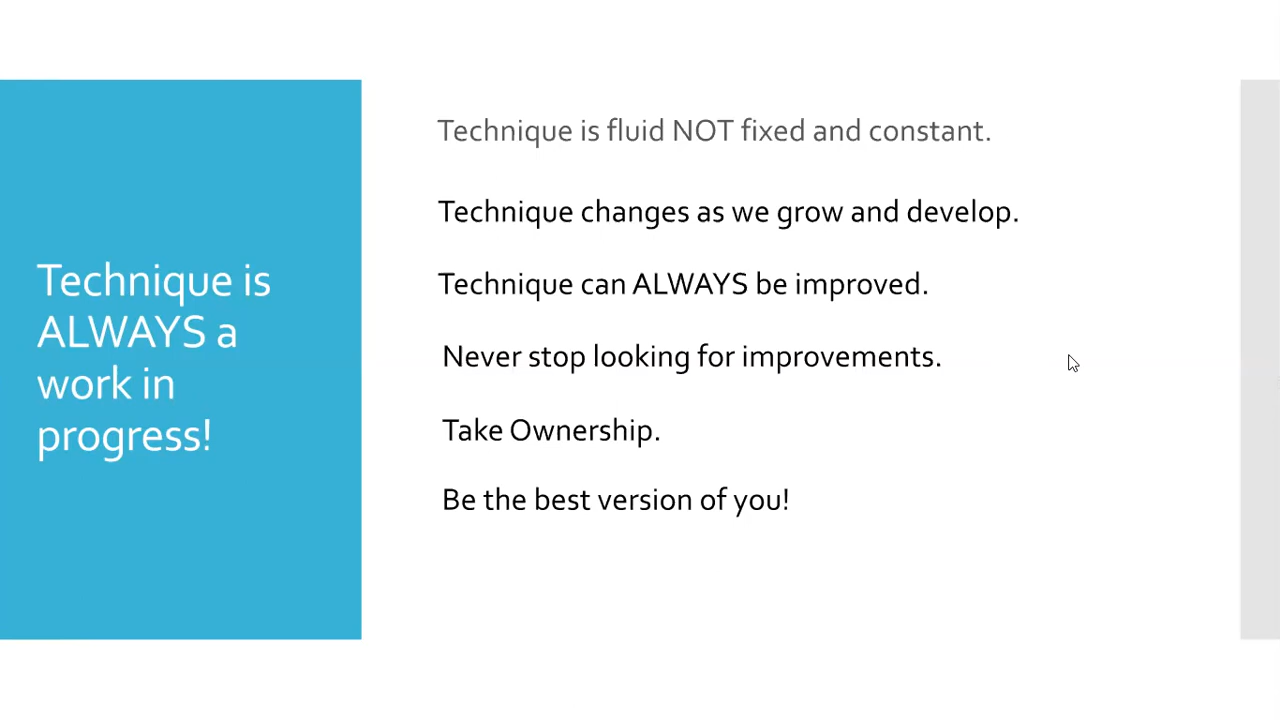 Technique is
ALWAYS a
work in
progress!
Technique is fluid NOT fixed and constant.
Technique changes as we grow and develop.
Technique can ALWAYS be improved.
Never stop looking for improvements.
Take Ownership.
Be the best version of you!